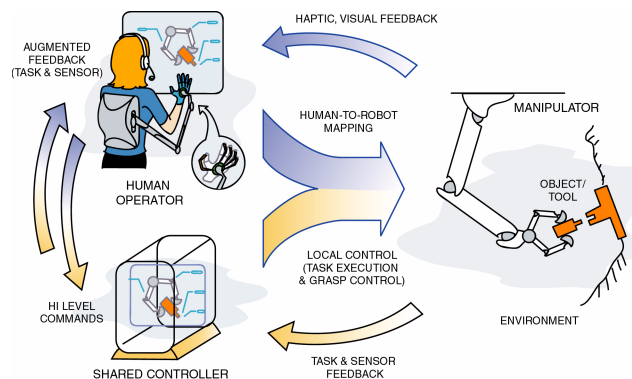 HAPTIC, VISUAL FEEDBACK
AUGMENTED
FEEDBACK
(TASK & SENSOR)
MANIPULATOR
HUMAN-TO-ROBOT
MAPPING
HUMAN
OPERATOR
OBJECT/
TOOL
LOCAL CONTROL
(TASK EXECUTION
& GRASP CONTROL)
HI LEVEL
COMMANDS
ENVIRONMENT
TASK & SENSOR
FEEDBACK
SHARED CONTROLLER